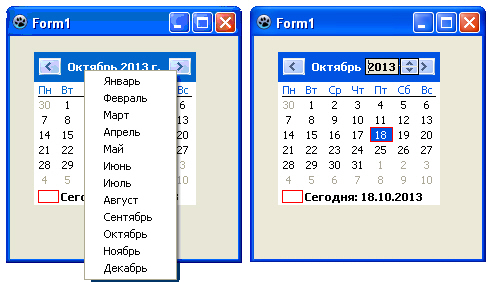 Form1
Октябрь 2013 г.
Пн Вт Вс
30 1 6
7 8 13
14 15 20
21 22 27
28 29 3
4 5 10
Январь
Февраль
Март
Апрель
Май
Июнь
Июль
Август
Сентябрь
Октябрь
Ноябрь
Декабрь
Сего 3
Form1
Октябрь 2013
Пн Вт Ср Чт Пт Сб Вс
30 1 2 3 4 5 6
7 8 9 10 11 12 13
14 15 16 17 18 19 20
21 22 23 24 25 26 27
28 29 30 31 1 2 3
4 5 6 7 8 9 10
Сегодня: 18.10.2013